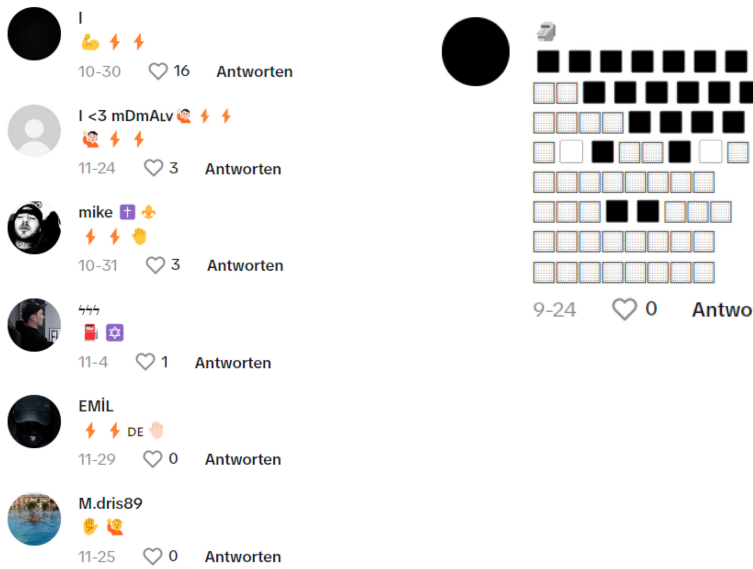 I
💪⚡⚡
10-30 16 Antworten
I <3 mDmAʟv 🙋🏻⚡⚡
🙋🏻⚡⚡
11-24 3 Antworten
mike ✝️⚜️
⚡⚡🤚
10-31 3 Antworten
ϟϟϟ
⛽🔯
11-4 1 Antworten
EMİL
⚡⚡ DE 🤚🏻
11-29 0 Antworten
M.dris89
✋🙋
11-25 0 Antworten
🗿
⬛⬛⬛⬛⬛⬛⬛
9-24 0 Antwo